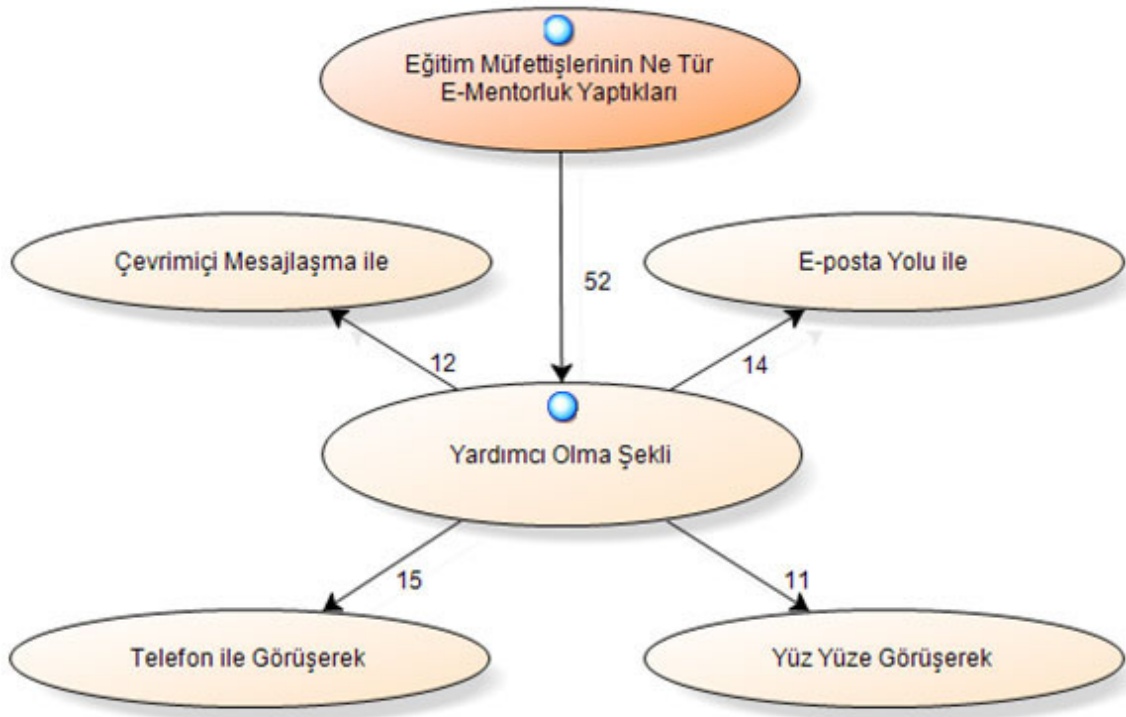 Eğitim Müfettişlerinin Ne Tür
E-Mentorluk Yaptıkları
Çevrimiçi Mesajlaşma ile
52
E-posta Yolu ile
12
14
Yardımcı Olma Şekli
15
11
Telefon ile Görüşerek
Yüz Yüze Görüşerek